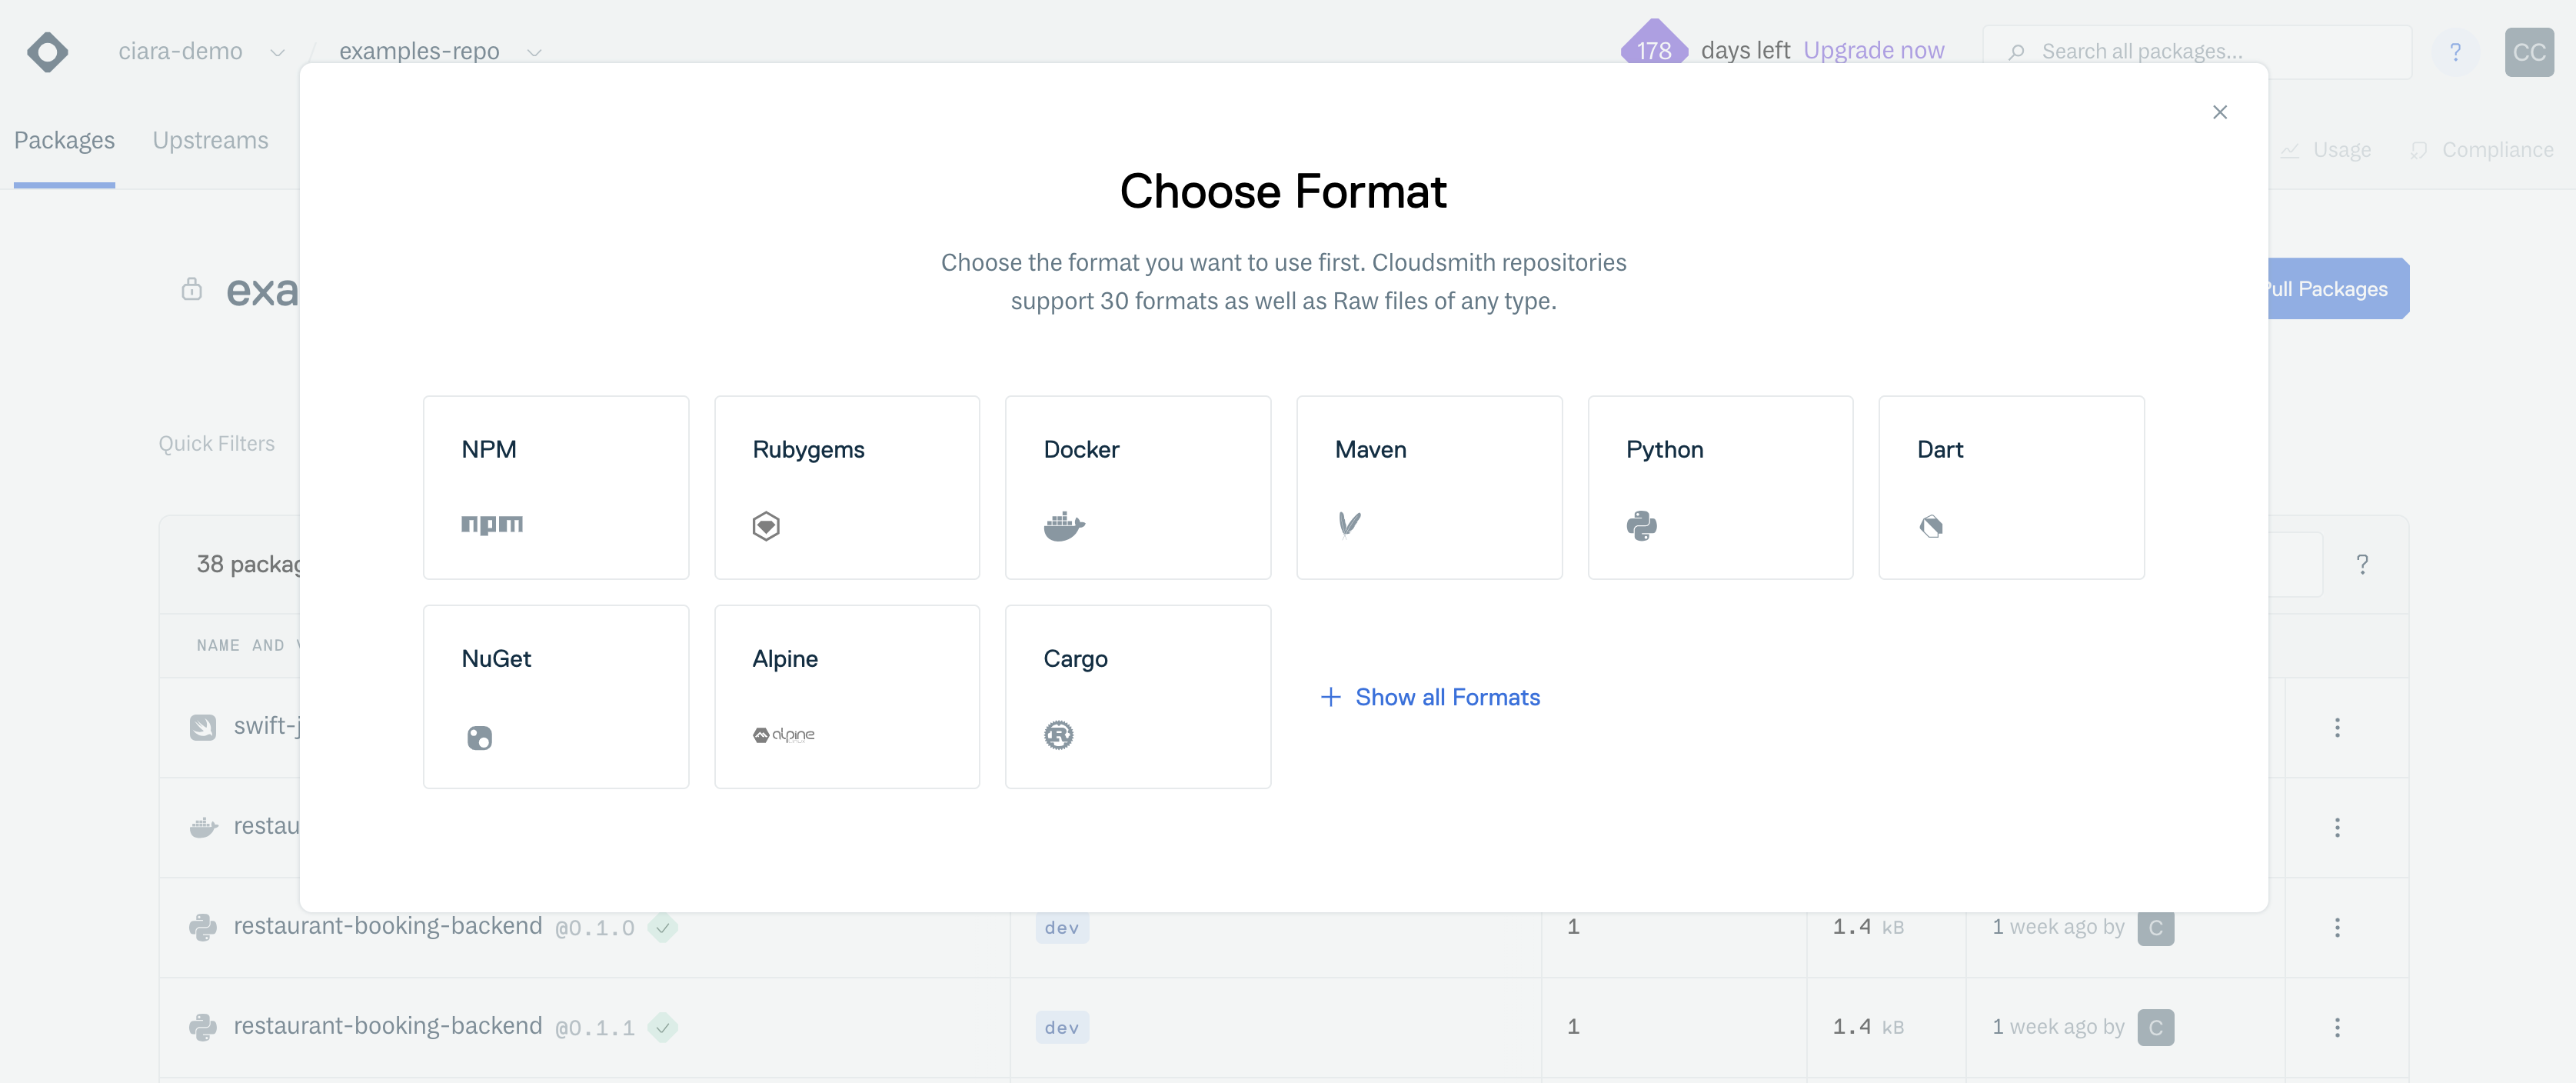 ciara-demo / examples-repo
178 days left Upgrade now
Search all packages...
?
CC
Packages Upstreams
Usage Compliance
Choose Format
Choose the format you want to use first. Cloudsmith repositories
support 30 formats as well as Raw files of any type.
exa
Pull Packages
Quick Filters
NPM Rubygems Docker Maven Python Dart
npm
38 packag
?
NAME AND V
NuGet Alpine Cargo
+ Show all Formats
alpine
R
swift-j
restau
restaurant-booking-backend @0.1.0 dev 1 1.4 kB 1 week ago by C
restaurant-booking-backend @0.1.1 dev 1 1.4 kB 1 week ago by C